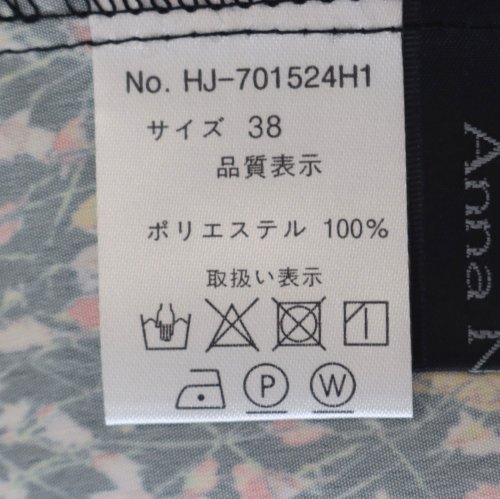 No. HJ-701524H1
サイズ 38
品質表示
ポリエステル 100%
取扱い表示
P W
Anna N